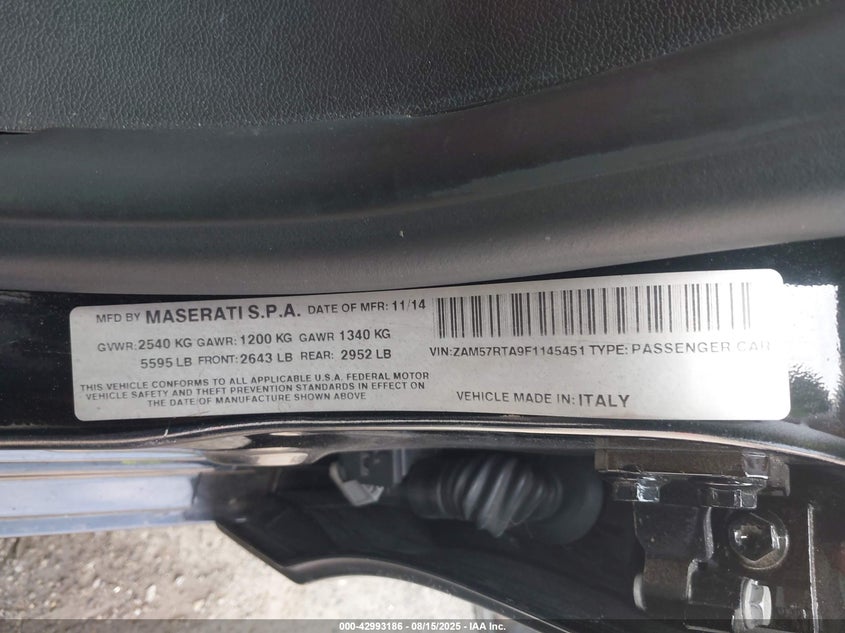 MFD BY MASERATI S.P.A. DATE OF MFR: 11/14
GVWR: 2540 KG GAWR: 1200 KG GAWR 1340 KG
5595 LB FRONT: 2643 LB REAR: 2952 LB
THIS VEHICLE CONFORMS TO ALL APPLICABLE U.S.A. FEDERAL MOTOR
VEHICLE SAFETY AND THEFT PREVENTION STANDARDS IN EFFECT ON
THE DATE OF MANUFACTURE SHOWN ABOVE
VIN: ZAM57RTA9F1145451 TYPE: PASSENGER CAR
VEHICLE MADE IN: ITALY
000-42993186 - 08/15/2025 - IAA Inc.